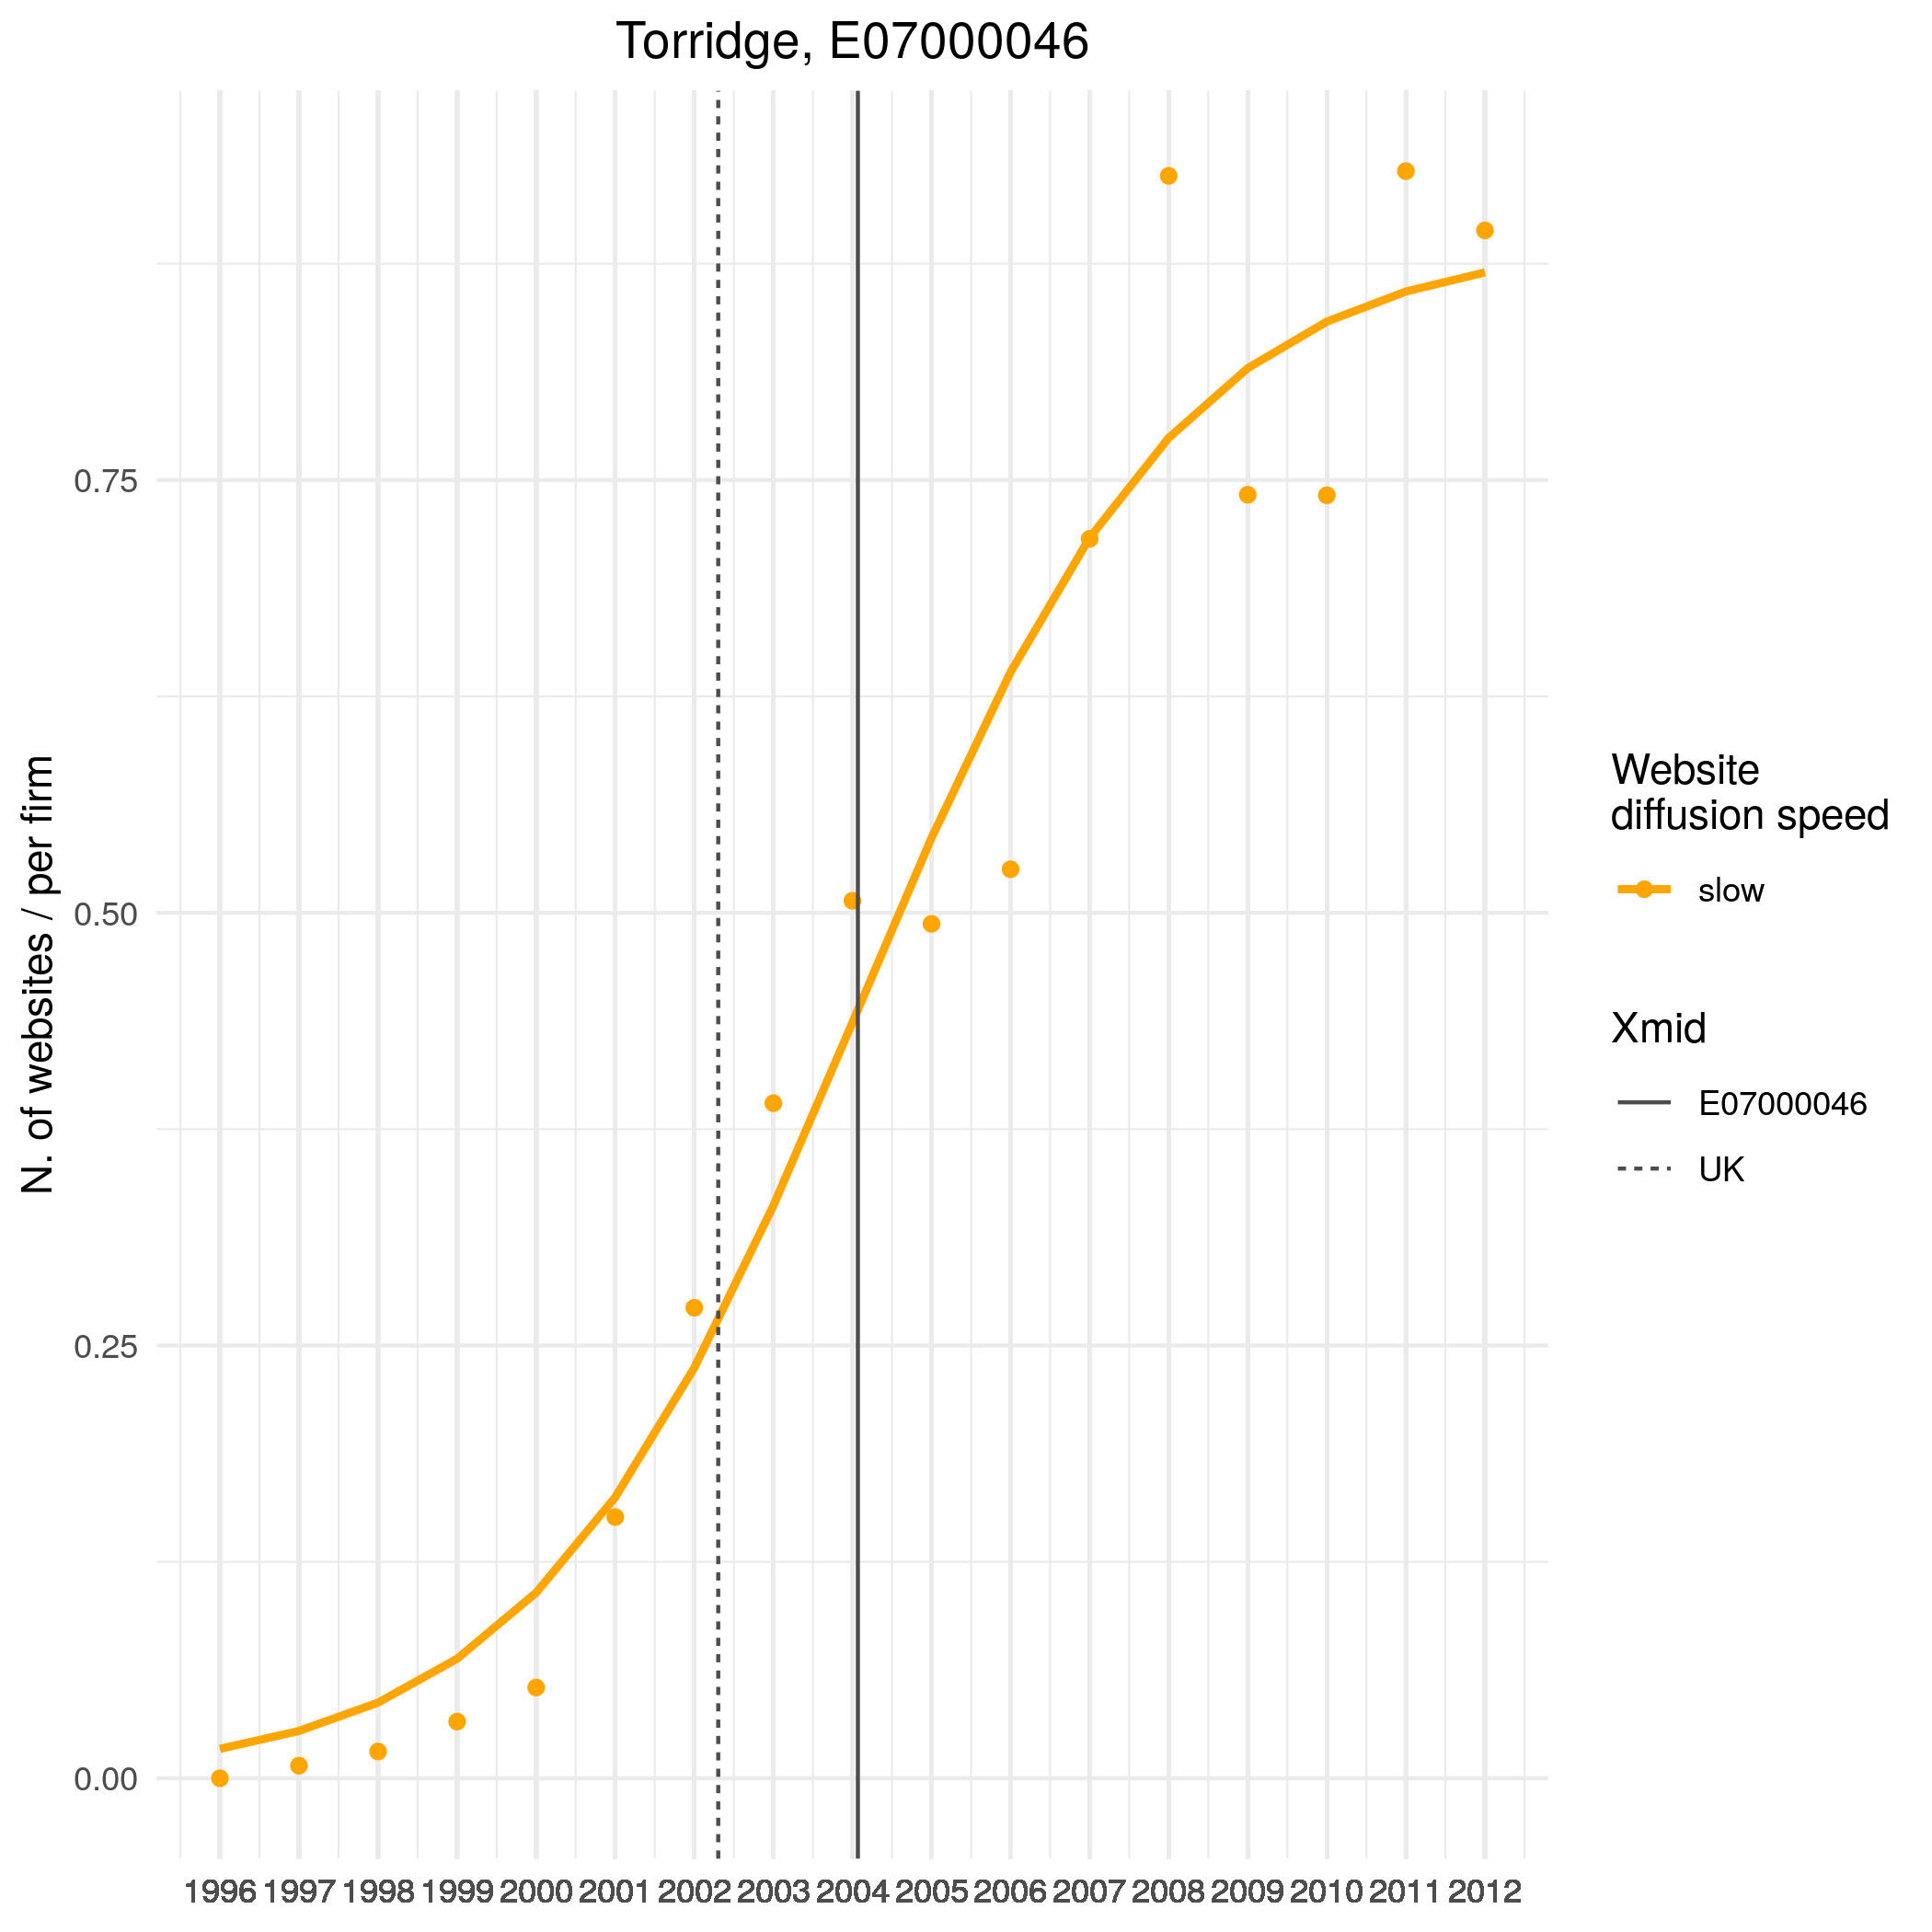 Torridge, E07000046
N. of websites / per firm
0.75
0.50
0.25
0.00
1996 1997 1998 1999 2000 2001 2002 2003 2004 2005 2006 2007 2008 2009 2010 2011 2012
Website
diffusion speed
slow
Xmid
E07000046
UK